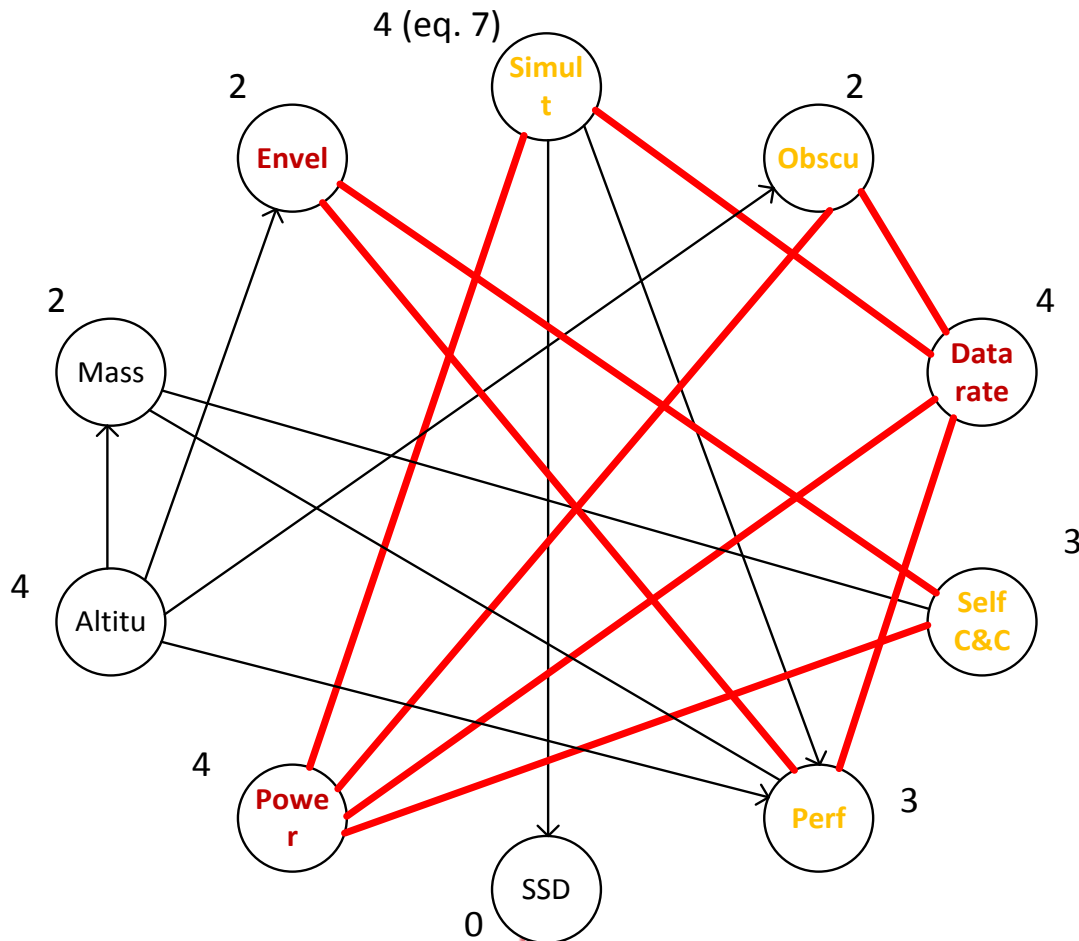 4 (eq. 7)
Simul
t
2
Envel
2
Obscu
2
Mass
4
Data
rate
4
Altitu
3
Self
C&C
4
Powe
r
3
Perf
SSD
0